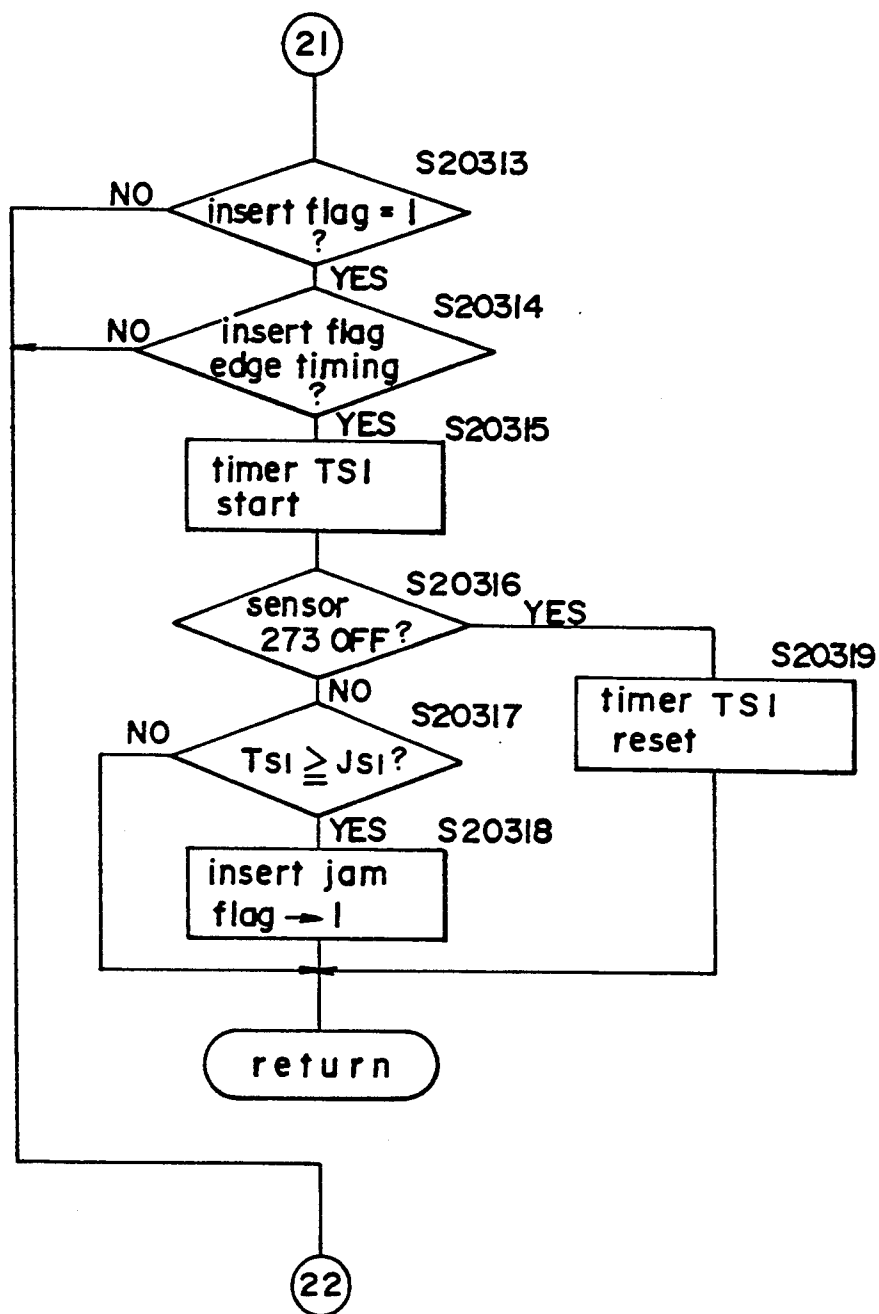 21
S20313
NO
insert flag = 1
?
YES
S20314
NO
insert flag
edge timing
?
YES
S20315
timer TS1
start
S20316
sensor
273 OFF?
YES
S20319
timer TS1
reset
NO
S20317
NO
TS1 ≧ JS1?
YES
S20318
insert jam
flag → 1
return
22